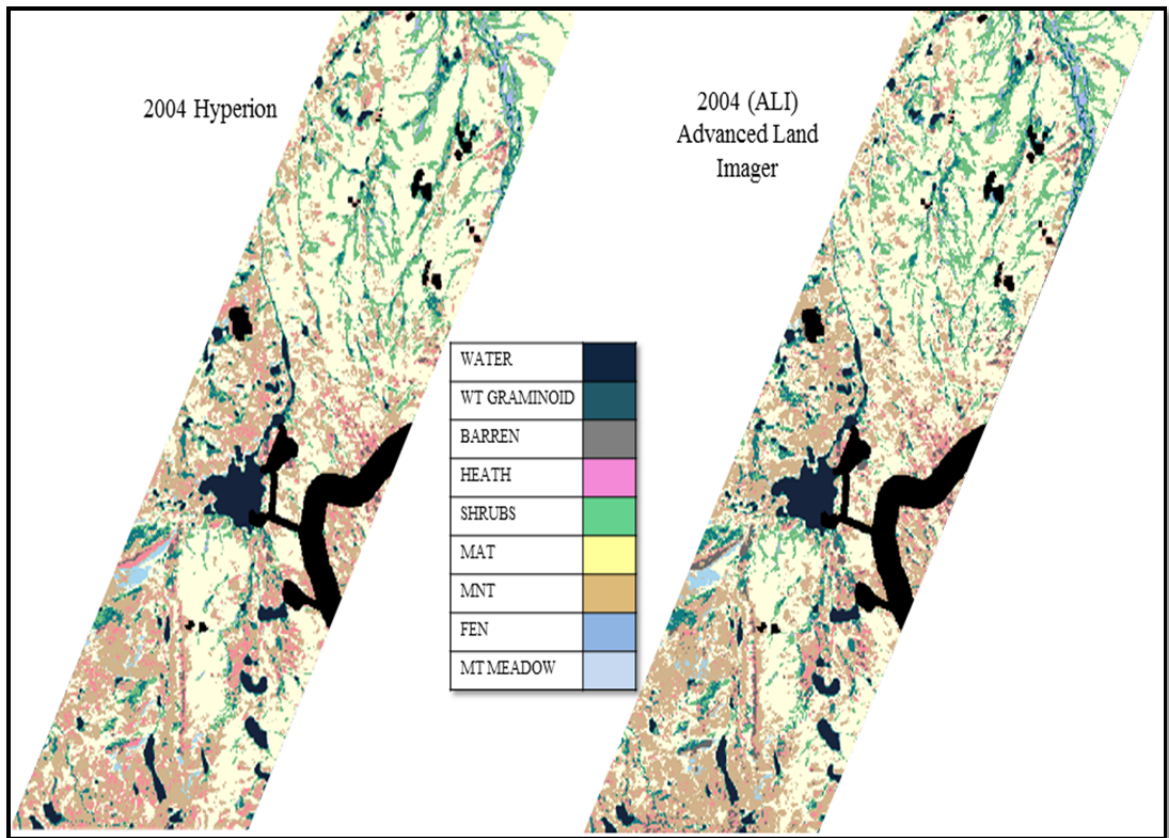 2004 Hyperion
2004 (ALI)
Advanced Land
Imager
WATER
WT GRAMINOID
BARREN
HEATH
SHRUBS
MAT
MNT
FEN
MT MEADOW